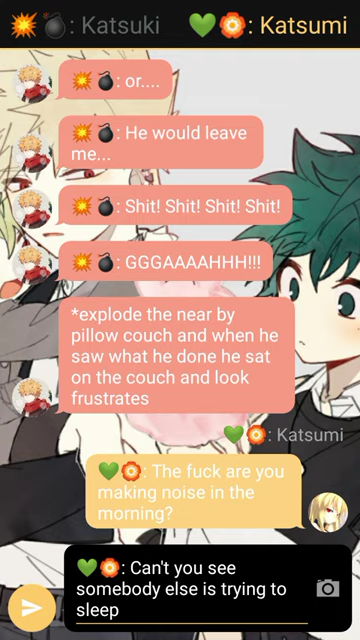 💥💣: Katsuki 💚🏵️: Katsumi
💥💣: or....
💥💣: He would leave
me...
💥💣: Shit! Shit! Shit! Shit!
💥💣: GGGAAAAHHH!!!
*explode the near by
pillow couch and when he
saw what he done he sat
on the couch and look
frustrates
💚🏵️: Katsumi
💚🏵️: The fuck are you
making noise in the
morning?
💚🏵️: Can't you see
somebody else is trying to
sleep